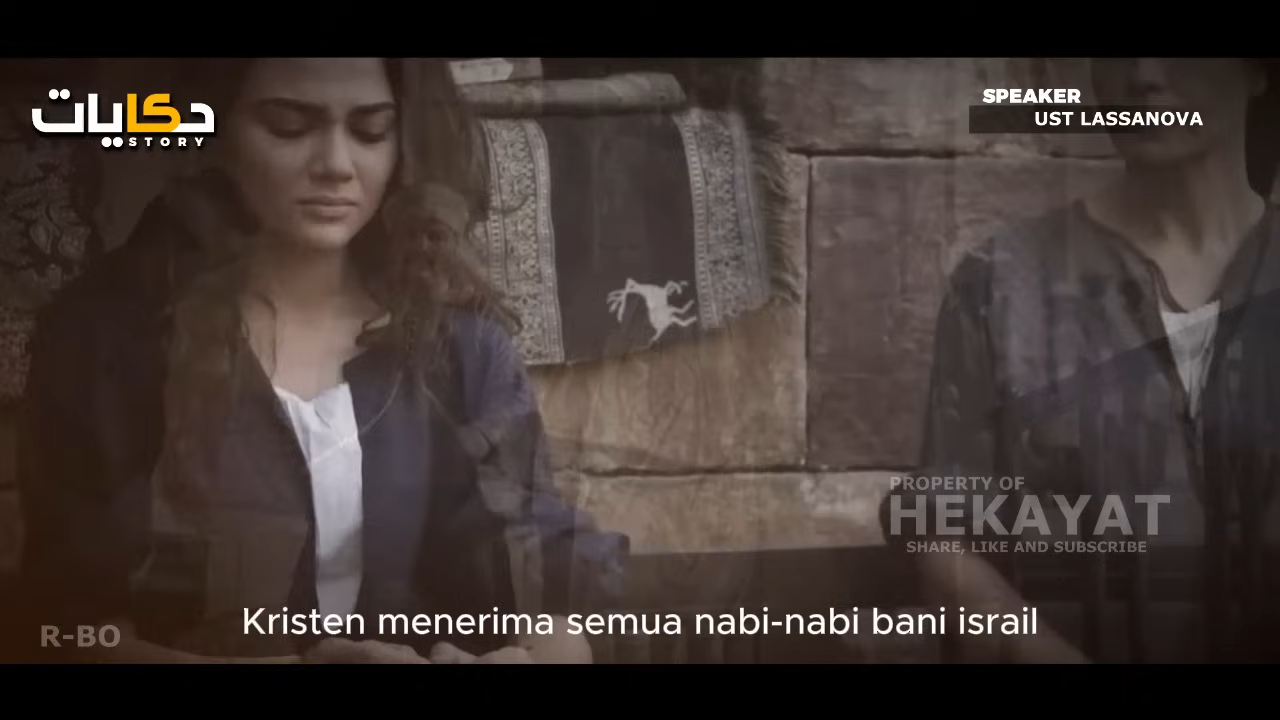 حكايات
STORY
SPEAKER
UST LASSANOVA
PROPERTY OF
HEKAYAT
SHARE, LIKE AND SUBSCRIBE
Kristen menerima semua nabi-nabi bani israil
R-BO